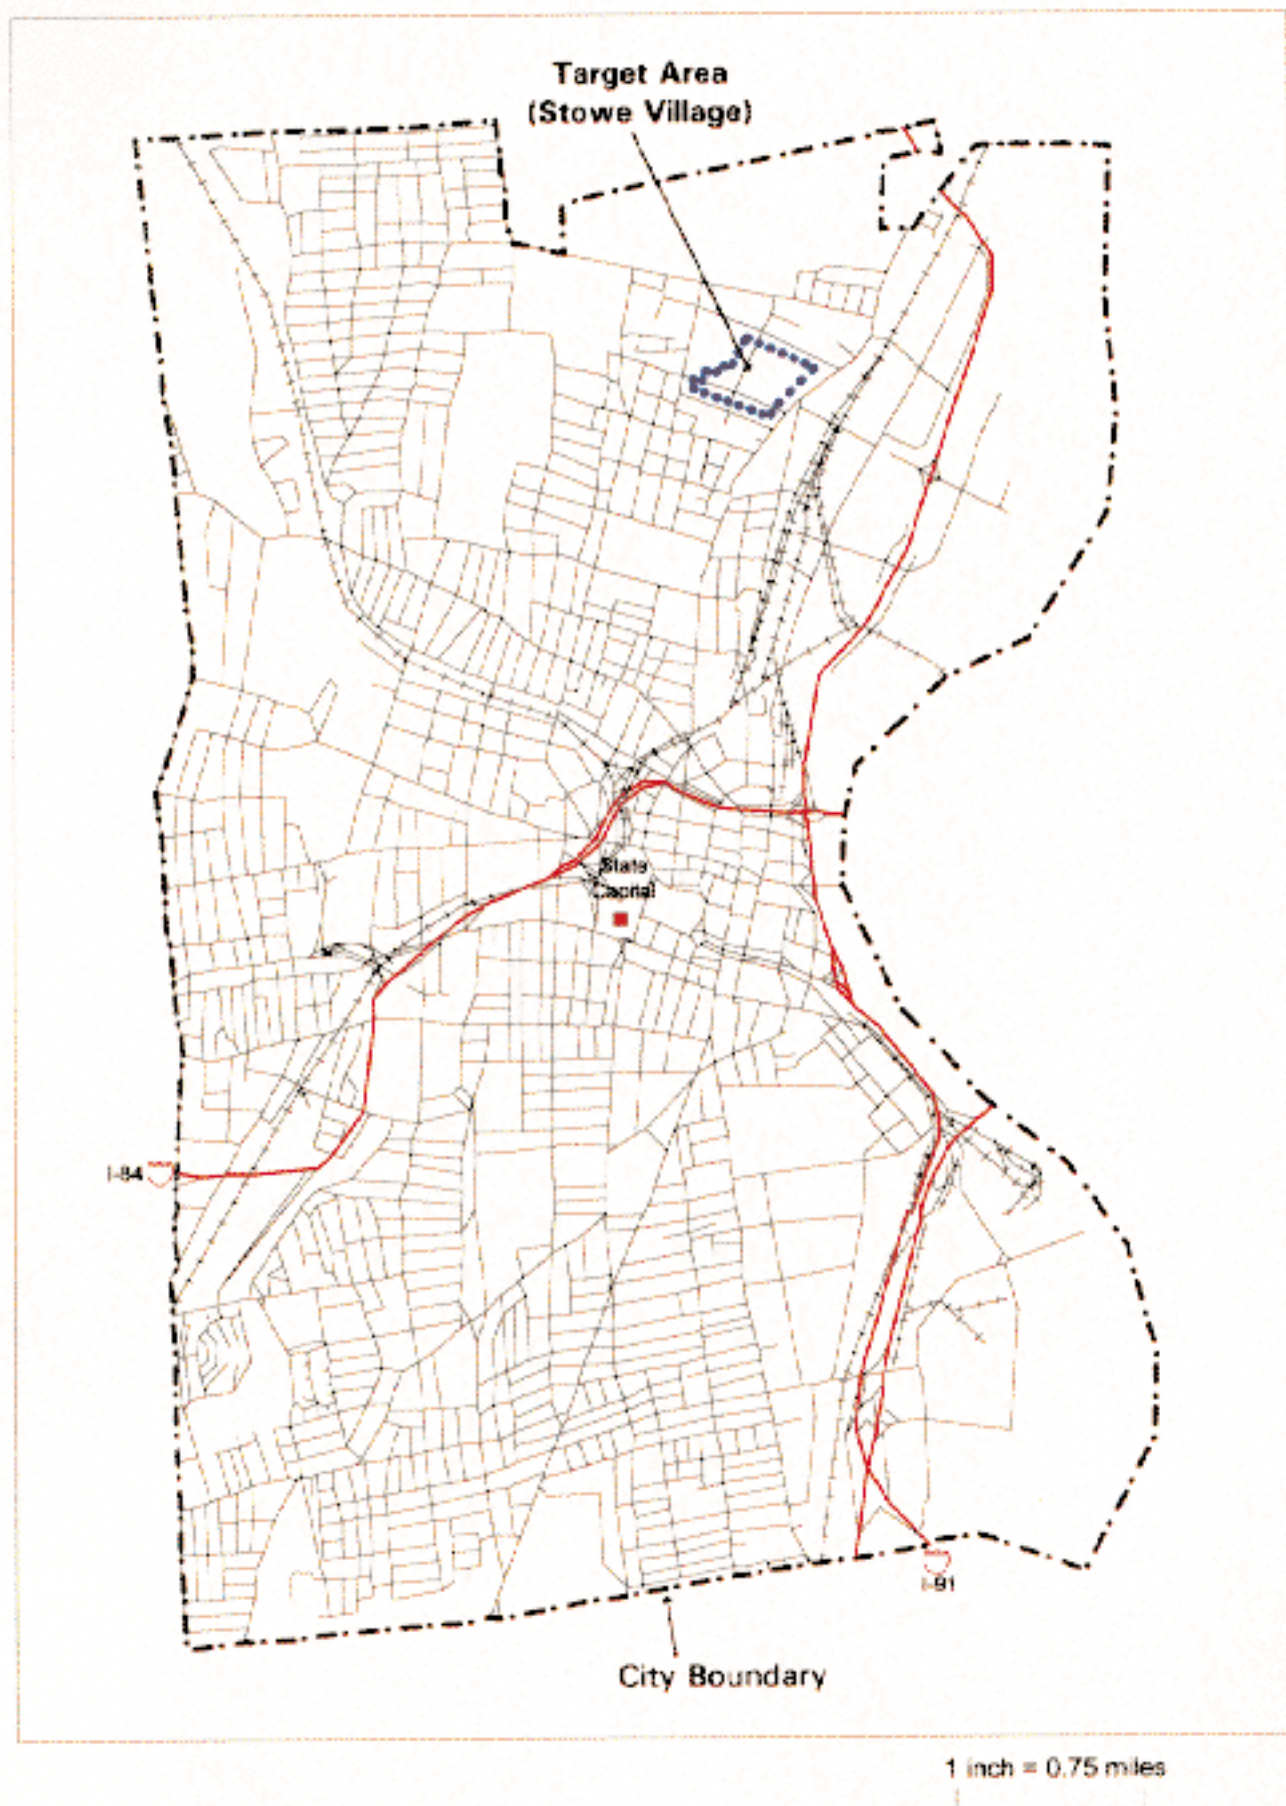 Target Area
(Stowe Village)
State
Capital
I-84
I-91
City Boundary
1 inch = 0.75 miles